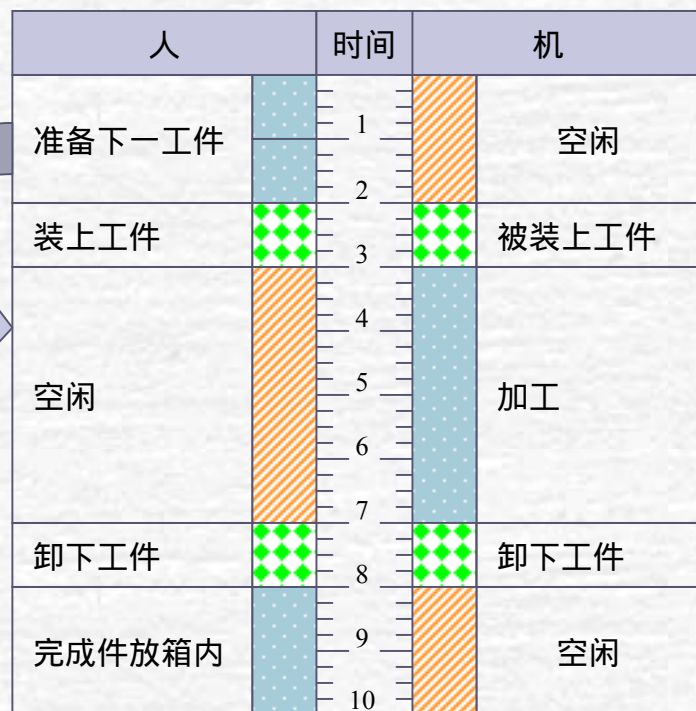 人 时间 机
准备下一工件 1 空闲
2
装上工件 3 被装上工件
4
空闲 5 加工
6
7
卸下工件 8 卸下工件
完成件放箱内 9 空闲
10